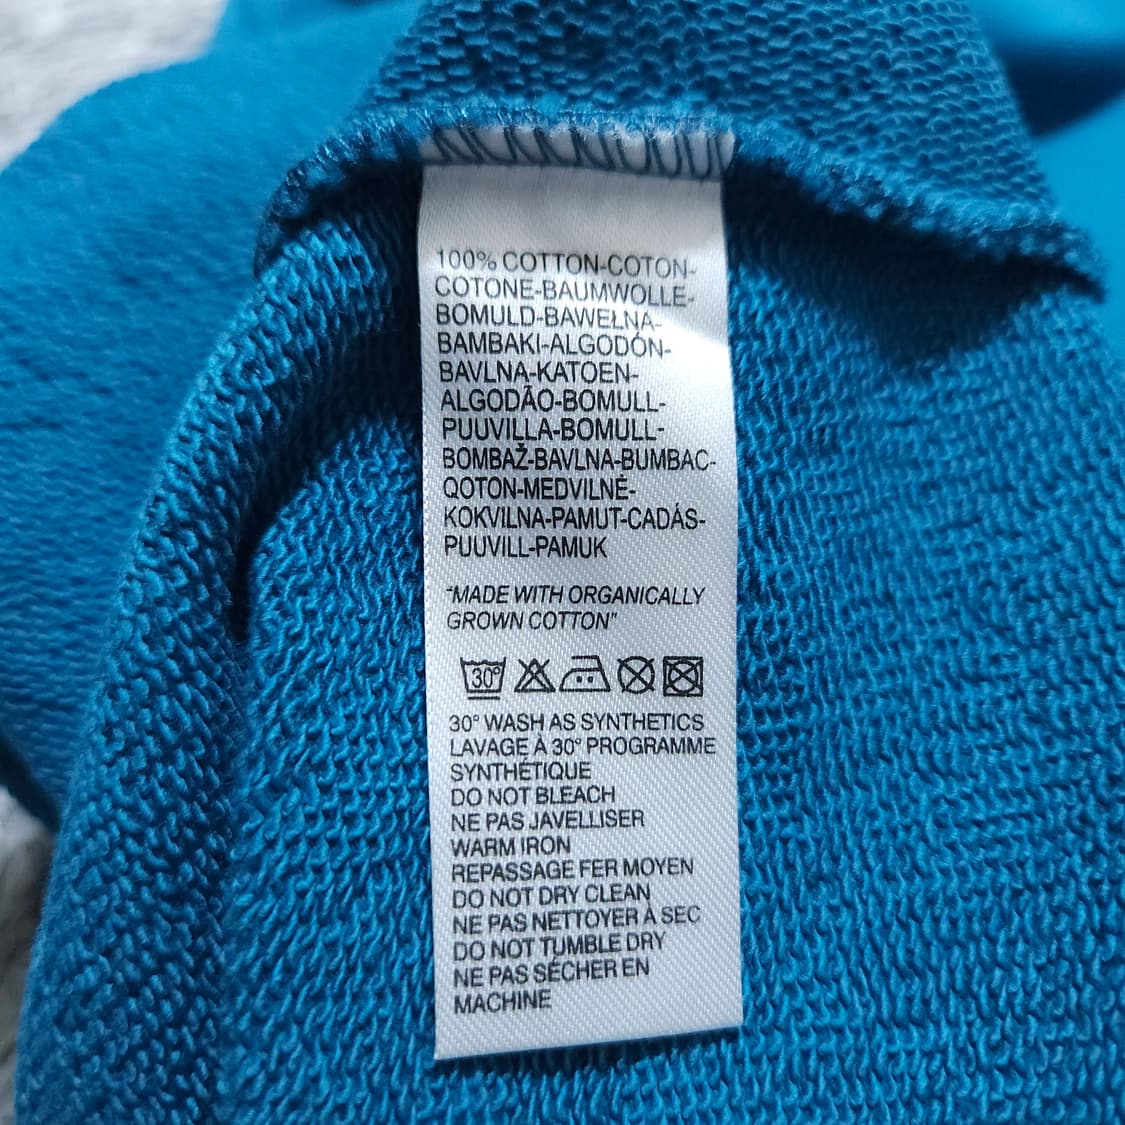 100% COTTON-COTON-
COTONE-BAUMWOLLE-
BOMULD-BAWEŁNA-
BAMBAKI-ALGODÓN-
BAVLNA-KATOEN-
ALGODÃO-BOMULL-
PUUVILLA-BOMULL-
BOMBAŽ-BAVLNA-BUMBAC-
QOTON-MEDVILNĖ-
KOKVILNA-PAMUT-CADÁS-
PUUVILL-PAMUK
"MADE WITH ORGANICALLY
GROWN COTTON"
30°
30° WASH AS SYNTHETICS
LAVAGE À 30° PROGRAMME
SYNTHÉTIQUE
DO NOT BLEACH
NE PAS JAVELLISER
WARM IRON
REPASSAGE FER MOYEN
DO NOT DRY CLEAN
NE PAS NETTOYER À SEC
DO NOT TUMBLE DRY
NE PAS SÉCHER EN
MACHINE